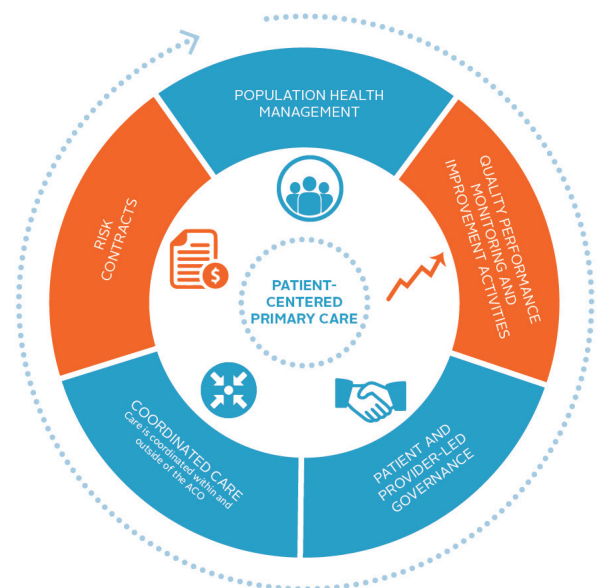 POPULATION HEALTH
MANAGEMENT
QUALITY PERFORMANCE
MONITORING AND
IMPROVEMENT ACTIVITIES
PATIENT AND
PROVIDER-LED
GOVERNANCE
COORDINATED CARE
Care is coordinated within and
outside of the ACO
RISK
CONTRACTS
$
PATIENT-
CENTERED
PRIMARY CARE